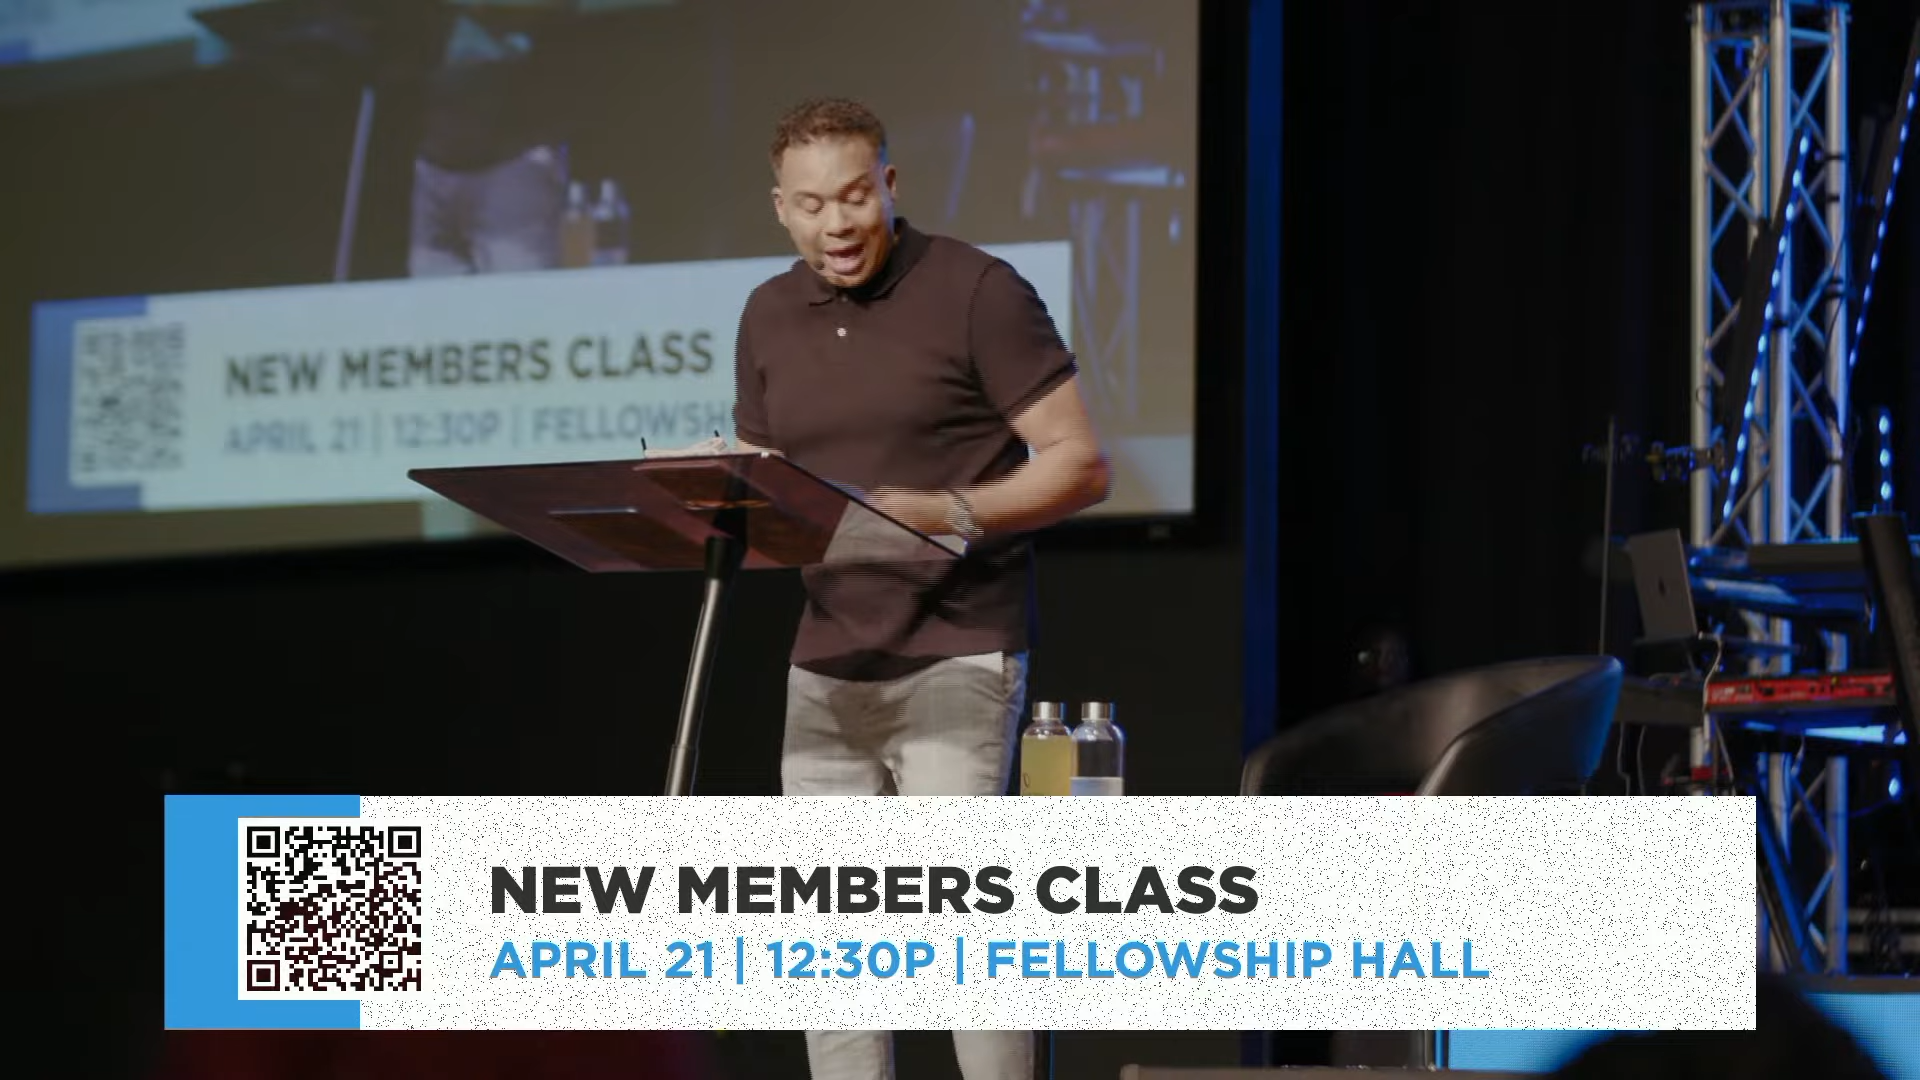 NEW MEMBERS CLASS
APRIL 21 | 12:30P | FELLOWSH
NEW MEMBERS CLASS
APRIL 21 | 12:30P | FELLOWSHIP HALL